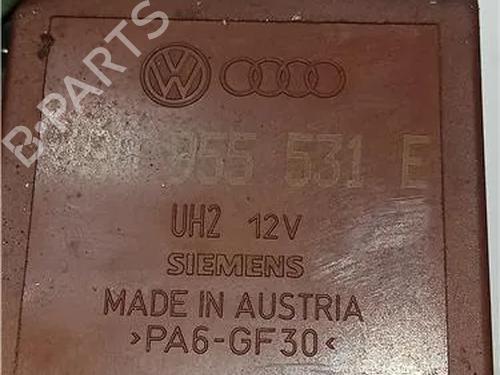 B-PARTS
955 531 E
UH2 12V
SIEMENS
MADE IN AUSTRIA
>PA6-GF30<